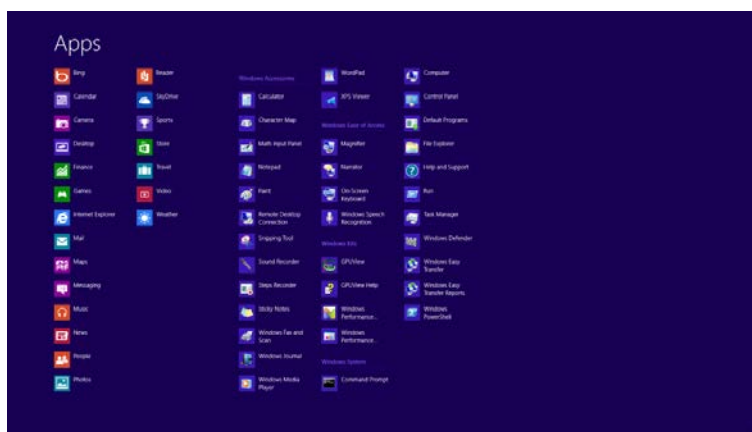 Apps
Bing
Calendar
Camera
Desktop
Finance
Games
Internet Explorer
Mail
Maps
Messaging
Music
News
People
Photos
Reader
SkyDrive
Sports
Store
Travel
Video
Weather
Windows Accessories
Calculator
Character Map
Math Input Panel
Notepad
Paint
Remote Desktop
Connection
Snipping Tool
Sound Recorder
Steps Recorder
Sticky Notes
Windows Fax and
Scan
Windows Journal
Windows Media
Player
WordPad
XPS Viewer
Windows Ease of Access
Magnifier
Narrator
On-Screen
Keyboard
Windows Speech
Recognition
Windows Kits
GPUView
GPUView Help
Windows
Performance...
Windows
Performance...
Windows System
Command Prompt
Computer
Control Panel
Default Programs
File Explorer
Help and Support
Run
Task Manager
Windows Defender
Windows Easy
Transfer
Windows Easy
Transfer Reports
Windows
PowerShell